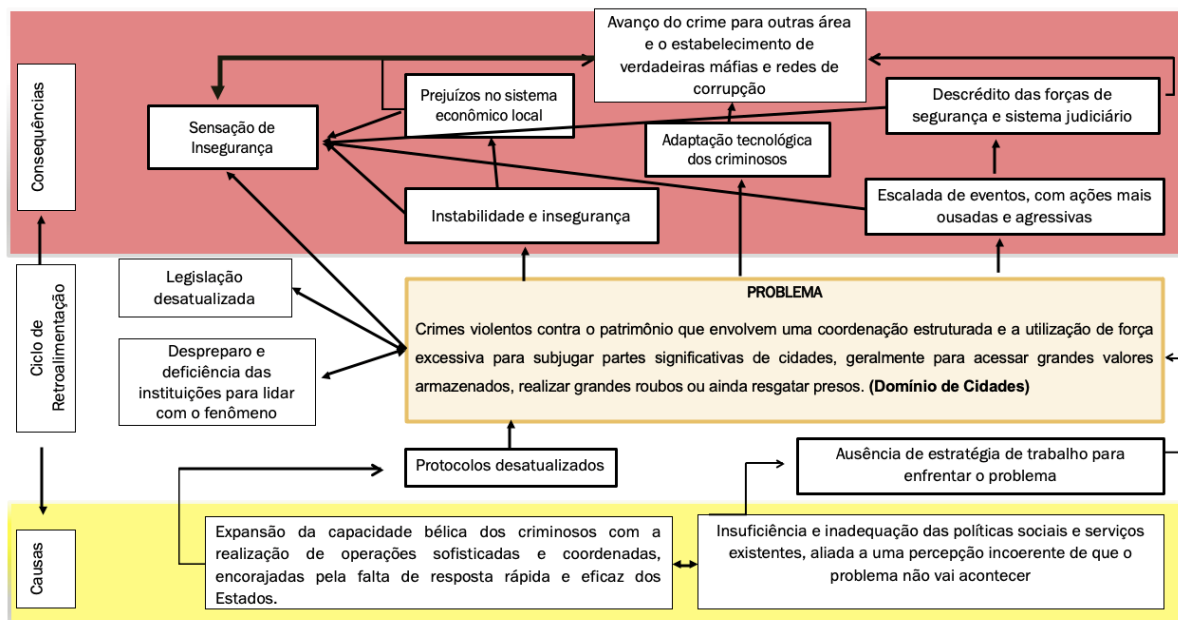 Consequências
Avanço do crime para outras área
e o estabelecimento de
verdadeiras máfias e redes de
corrupção
Sensação de
Insegurança
Prejuízos no sistema
econômico local
Adaptação tecnológica
dos criminosos
Descrédito das forças de
segurança e sistema judiciário
Instabilidade e insegurança
Escalada de eventos, com ações mais
ousadas e agressivas
Ciclo de
Retroalimentação
Legislação
desatualizada
Despreparo e
deficiência das
instituições para lidar
com o fenômeno
PROBLEMA
Crimes violentos contra o patrimônio que envolvem uma coordenação estruturada e a utilização de força
excessiva para subjugar partes significativas de cidades, geralmente para acessar grandes valores
armazenados, realizar grandes roubos ou ainda resgatar presos. (Domínio de Cidades)
Protocolos desatualizados
Ausência de estratégia de trabalho para
enfrentar o problema
Causas
Expansão da capacidade bélica dos criminosos com a
realização de operações sofisticadas e coordenadas,
encorajadas pela falta de resposta rápida e eficaz dos
Estados.
Insuficiência e inadequação das políticas sociais e serviços
existentes, aliada a uma percepção incoerente de que o
problema não vai acontecer